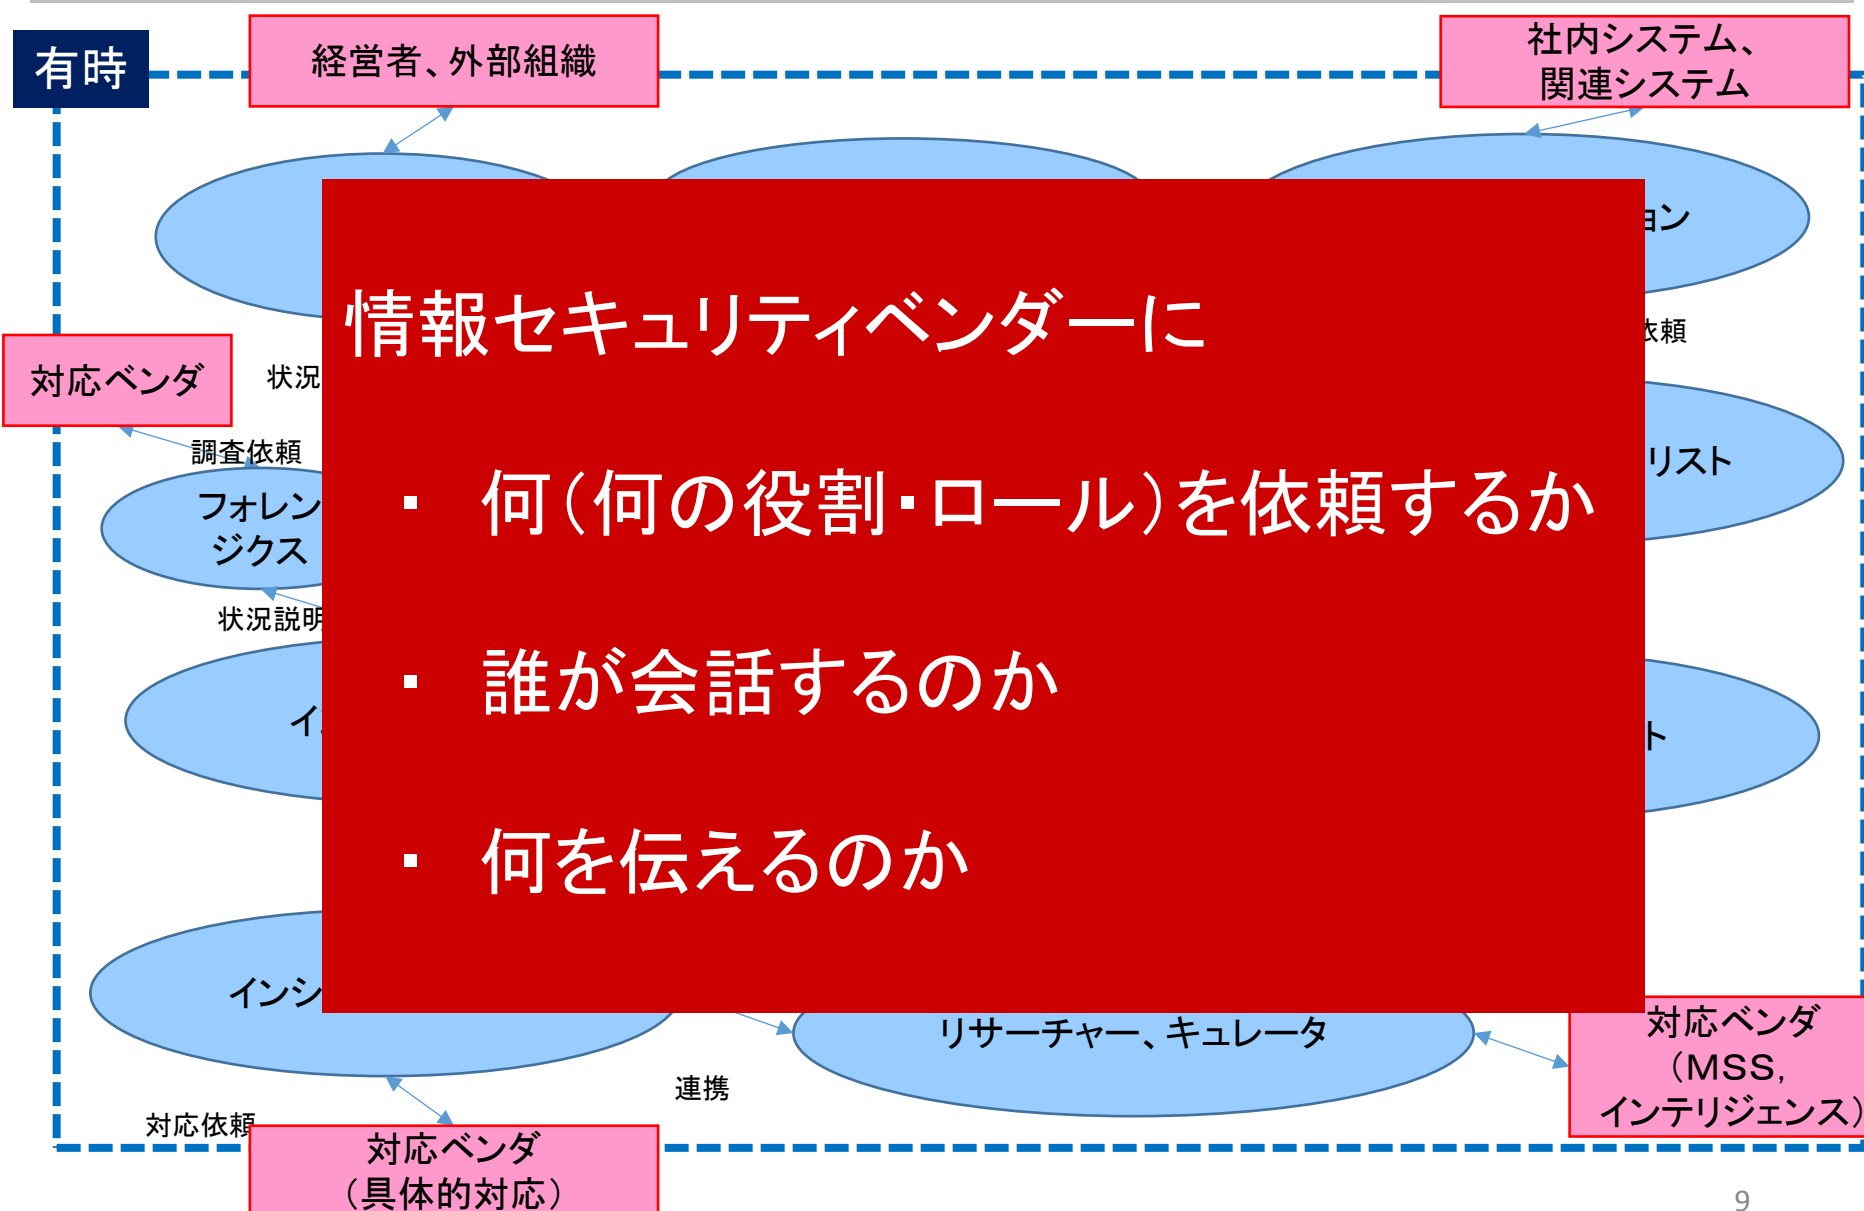 有時
経営者、外部組織
社内システム、
関連システム
ョン
依頼
対応ベンダ
状況
調査依頼
フォレン
ジクス
リスト
状況説明
情報セキュリティベンダーに
▪ 何(何の役割・ロール)を依頼するか
▪ 誰が会話するのか
▪ 何を伝えるのか
イ
ト
インシ
リサーチャー、キュレータ
連携
対応依頼
対応ベンダ
(MSS,
インテリジェンス)
対応ベンダ
(具体的対応)
9